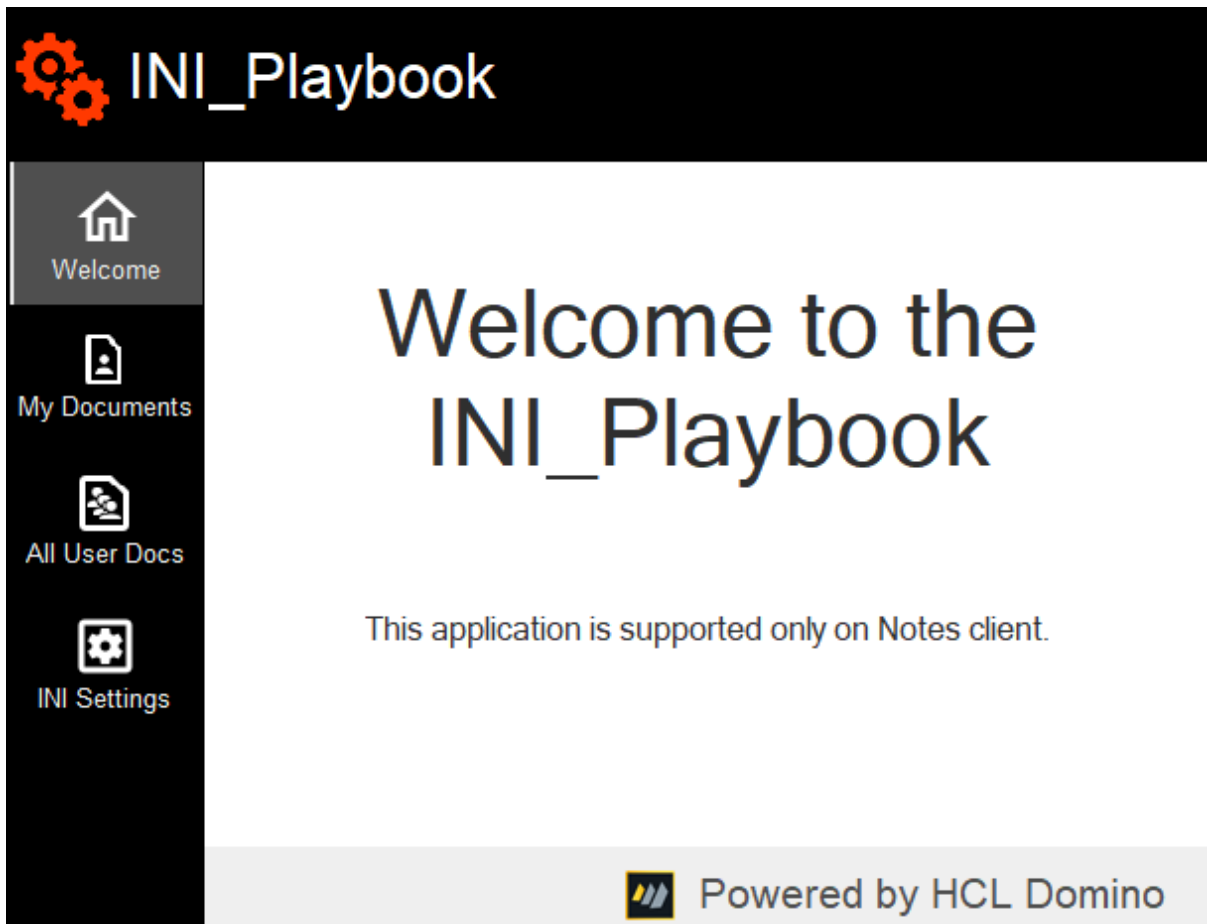 INI_Playbook
Welcome
My Documents
All User Docs
INI Settings
Welcome to the
INI_Playbook
This application is supported only on Notes client.
Powered by HCL Domino